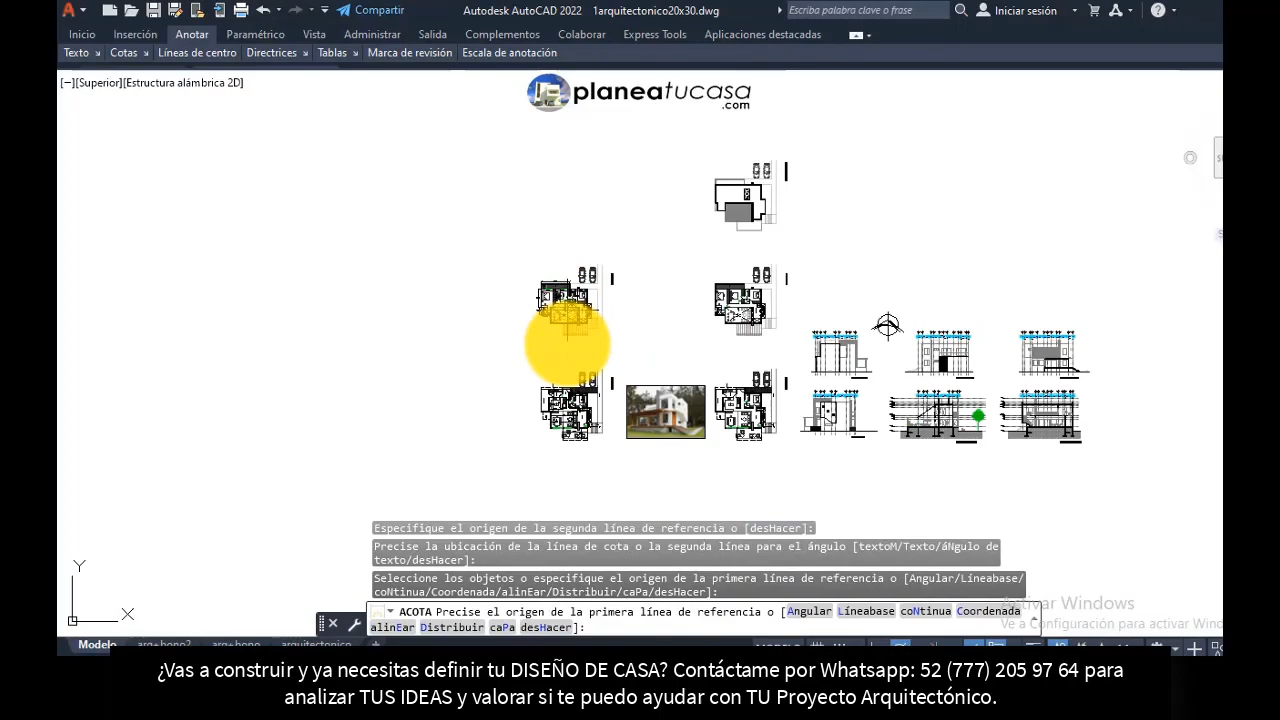 Compartir
Autodesk AutoCAD 2022 1arquitectonico20x30.dwg
Escriba palabra clave o frase
Iniciar sesión
Inicio Inserción Anotar Paramétrico Vista Administrar Salida Complementos Colaborar Express Tools Aplicaciones destacadas
Texto Cotas Líneas de centro Directrices Tablas Marca de revisión Escala de anotación
[−][Superior][Estructura alámbrica 2D]
planeatucasa
.com
Especifique el origen de la segunda línea de referencia o [desHacer]:
Precise la ubicación de la línea de cota o la segunda línea para el ángulo [textoM/Texto/áNgulo de
texto/desHacer]:
Seleccione los objetos o especifique el origen de la primera línea de referencia o [Angular/Líneabase/
coNtinua/Coordenada/alinEar/Distribuir/caPa/desHacer]:
ACOTA Precise el origen de la primera línea de referencia o [Angular Líneabase coNtinua Coordenada
alinEar Distribuir caPa desHacer]:
Activar Windows
Ve a Configuración para activar Wind
Y
X
Modelo
¿Vas a construir y ya necesitas definir tu DISEÑO DE CASA? Contáctame por Whatsapp: 52 (777) 205 97 64 para
analizar TUS IDEAS y valorar si te puedo ayudar con TU Proyecto Arquitectónico.